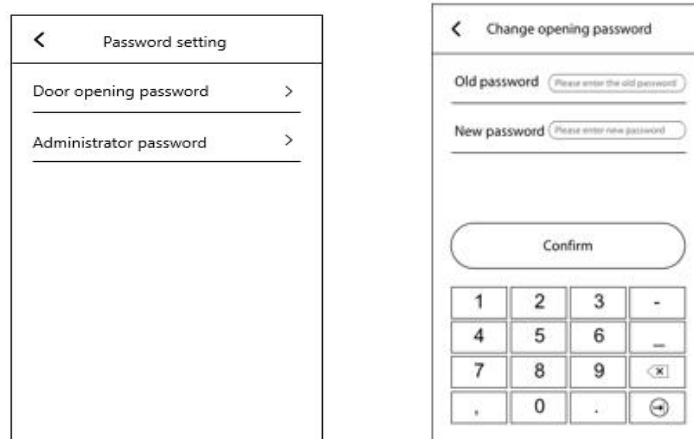 Password setting
Door opening password
Administrator password
Change opening password
Old password Please enter the old password
New password Please enter new password
Confirm
1 2 3 -
4 5 6 _
7 8 9
, 0 .